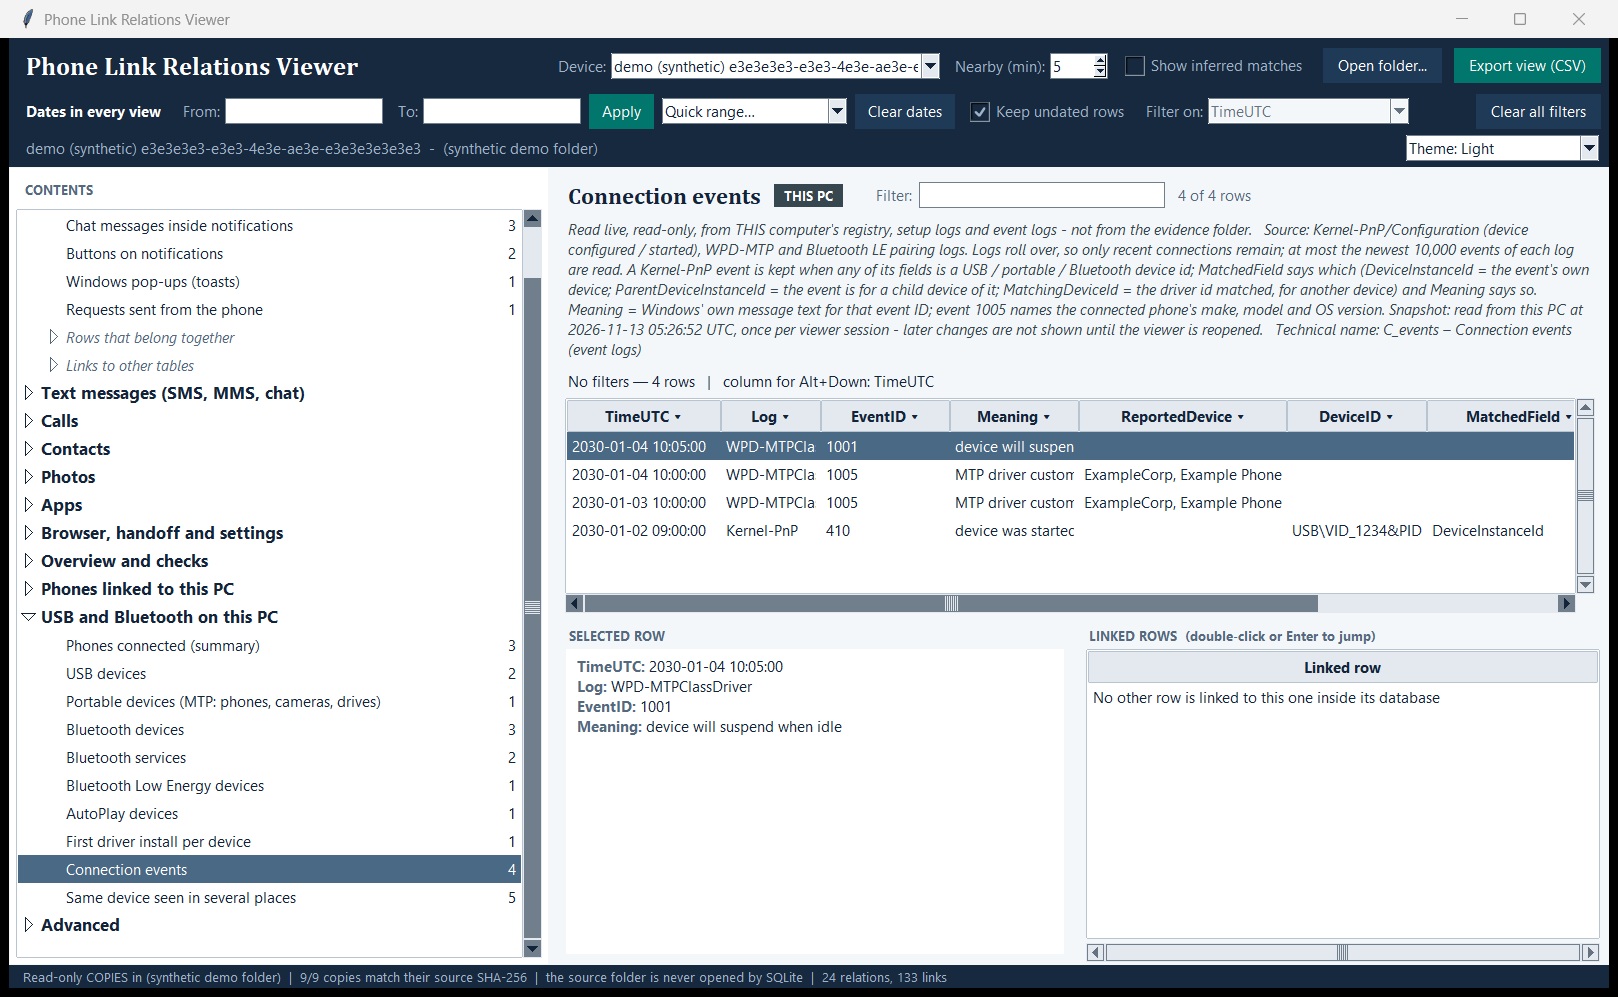 Phone Link Relations Viewer
Phone Link Relations Viewer
Device: demo (synthetic) e3e3e3e3-e3e3-4e3e-ae3e-e
Nearby (min): 5
Show inferred matches
Open folder...
Export view (CSV)
Dates in every view
From:
To:
Apply
Quick range...
Clear dates
Keep undated rows
Filter on: TimeUTC
Clear all filters
demo (synthetic) e3e3e3e3-e3e3-4e3e-ae3e-e3e3e3e3e3e3 - (synthetic demo folder)
Theme: Light
CONTENTS
Chat messages inside notifications 3
Buttons on notifications 2
Windows pop-ups (toasts) 1
Requests sent from the phone 1
Rows that belong together
Links to other tables
Text messages (SMS, MMS, chat)
Calls
Contacts
Photos
Apps
Browser, handoff and settings
Overview and checks
Phones linked to this PC
USB and Bluetooth on this PC
Phones connected (summary) 3
USB devices 2
Portable devices (MTP: phones, cameras, drives) 1
Bluetooth devices 3
Bluetooth services 2
Bluetooth Low Energy devices 1
AutoPlay devices 1
First driver install per device 1
Connection events 4
Same device seen in several places 5
Advanced
Connection events THIS PC Filter: 4 of 4 rows
Read live, read-only, from THIS computer's registry, setup logs and event logs - not from the evidence folder. Source: Kernel-PnP/Configuration (device
configured / started), WPD-MTP and Bluetooth LE pairing logs. Logs roll over, so only recent connections remain; at most the newest 10,000 events of each log
are read. A Kernel-PnP event is kept when any of its fields is a USB / portable / Bluetooth device id; MatchedField says which (DeviceInstanceId = the event's own
device; ParentDeviceInstanceId = the event is for a child device of it; MatchingDeviceId = the driver id matched, for another device) and Meaning says so.
Meaning = Windows' own message text for that event ID; event 1005 names the connected phone's make, model and OS version. Snapshot: read from this PC at
2026-11-13 05:26:52 UTC, once per viewer session - later changes are not shown until the viewer is reopened. Technical name: C_events – Connection events
(event logs)
No filters — 4 rows | column for Alt+Down: TimeUTC
TimeUTC Log EventID Meaning ReportedDevice DeviceID MatchedField
2030-01-04 10:05:00 WPD-MTPCla 1001 device will suspen
2030-01-04 10:00:00 WPD-MTPCla 1005 MTP driver custom ExampleCorp, Example Phone
2030-01-03 10:00:00 WPD-MTPCla 1005 MTP driver custom ExampleCorp, Example Phone
2030-01-02 09:00:00 Kernel-PnP 410 device was started USB\VID_1234&PID DeviceInstanceId
SELECTED ROW
TimeUTC: 2030-01-04 10:05:00
Log: WPD-MTPClassDriver
EventID: 1001
Meaning: device will suspend when idle
LINKED ROWS (double-click or Enter to jump)
Linked row
No other row is linked to this one inside its database
Read-only COPIES in (synthetic demo folder) | 9/9 copies match their source SHA-256 | the source folder is never opened by SQLite | 24 relations, 133 links